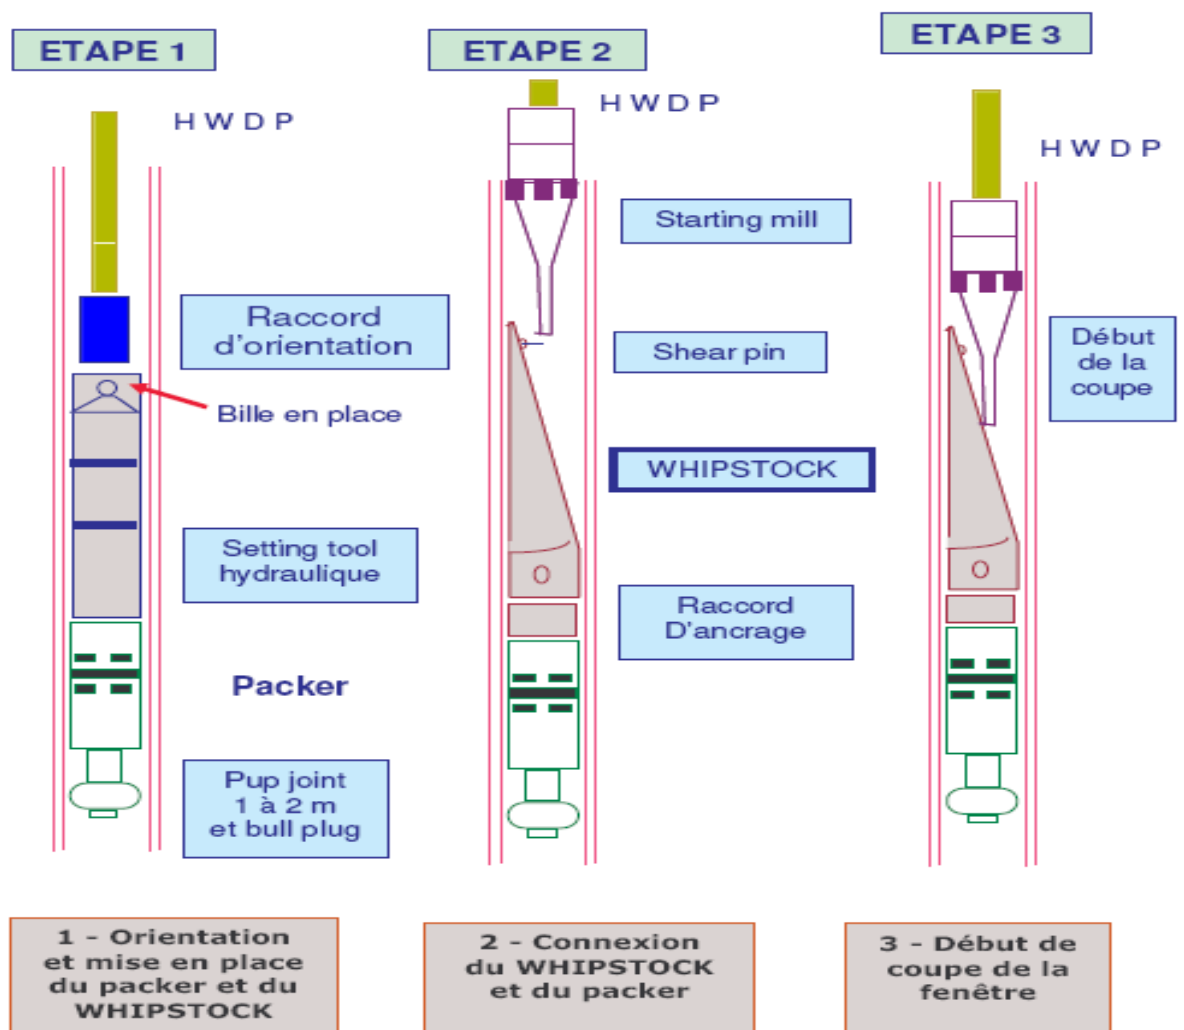 ETAPE 1
H W D P
Raccord
d'orientation
Bille en place
Setting tool
hydraulique
Packer
Pup joint
1 à 2 m
et bull plug
1 - Orientation
et mise en place
du packer et du
WHIPSTOCK
ETAPE 2
H W D P
Starting mill
Shear pin
WHIPSTOCK
Raccord
D'ancrage
2 - Connexion
du WHIPSTOCK
et du packer
ETAPE 3
H W D P
Début
de la
coupe
3 - Début de
coupe de la
fenêtre